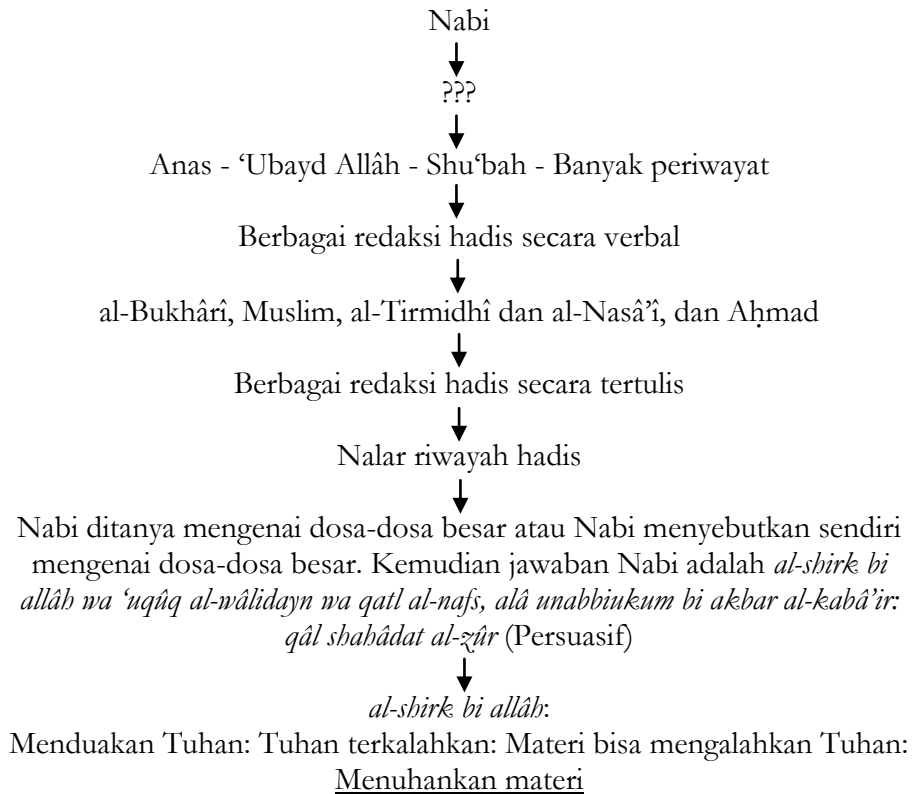 Nabi
???
Anas - ‘Ubayd Allâh - Shu‘bah - Banyak periwayat
Berbagai redaksi hadis secara verbal
al-Bukhârî, Muslim, al-Tirmidhî dan al-Nasâ’î, dan Aḥmad
Berbagai redaksi hadis secara tertulis
Nalar riwayah hadis
Nabi ditanya mengenai dosa-dosa besar atau Nabi menyebutkan sendiri
mengenai dosa-dosa besar. Kemudian jawaban Nabi adalah al-shirk bi
allâh wa ‘uqûq al-wâlidayn wa qatl al-nafs, alâ unabbiukum bi akbar al-kabâ’ir:
qâl shahâdat al-zûr (Persuasif)
al-shirk bi allâh:
Menduakan Tuhan: Tuhan terkalahkan: Materi bisa mengalahkan Tuhan:
Menuhankan materi